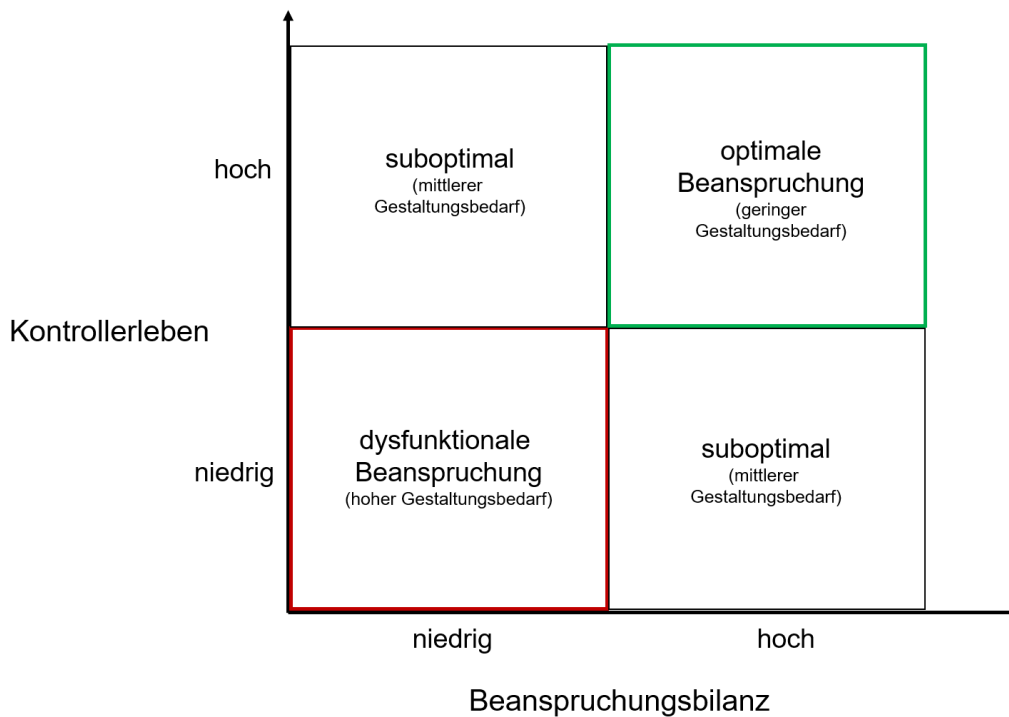 hoch
suboptimal
(mittlerer
Gestaltungsbedarf)
optimale
Beanspruchung
(geringer
Gestaltungsbedarf)
Kontrollerleben
niedrig
dysfunktionale
Beanspruchung
(hoher Gestaltungsbedarf)
suboptimal
(mittlerer
Gestaltungsbedarf)
niedrig
hoch
Beanspruchungsbilanz